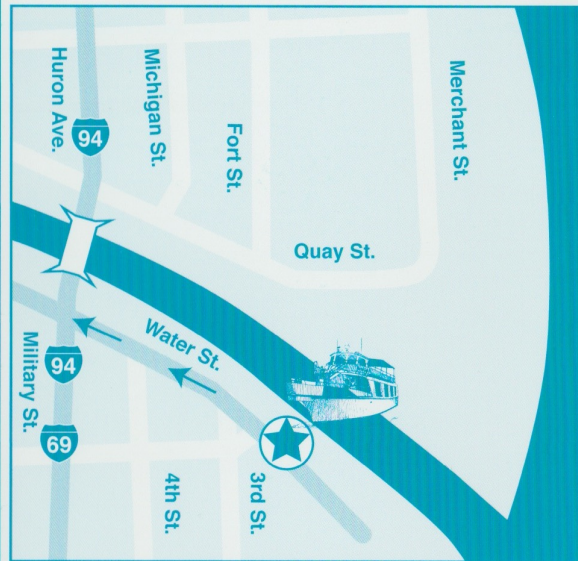 Huron Ave.
94
Michigan St.
Fort St.
Merchant St.
Quay St.
Water St.
Military St.
94
69
4th St.
3rd St.